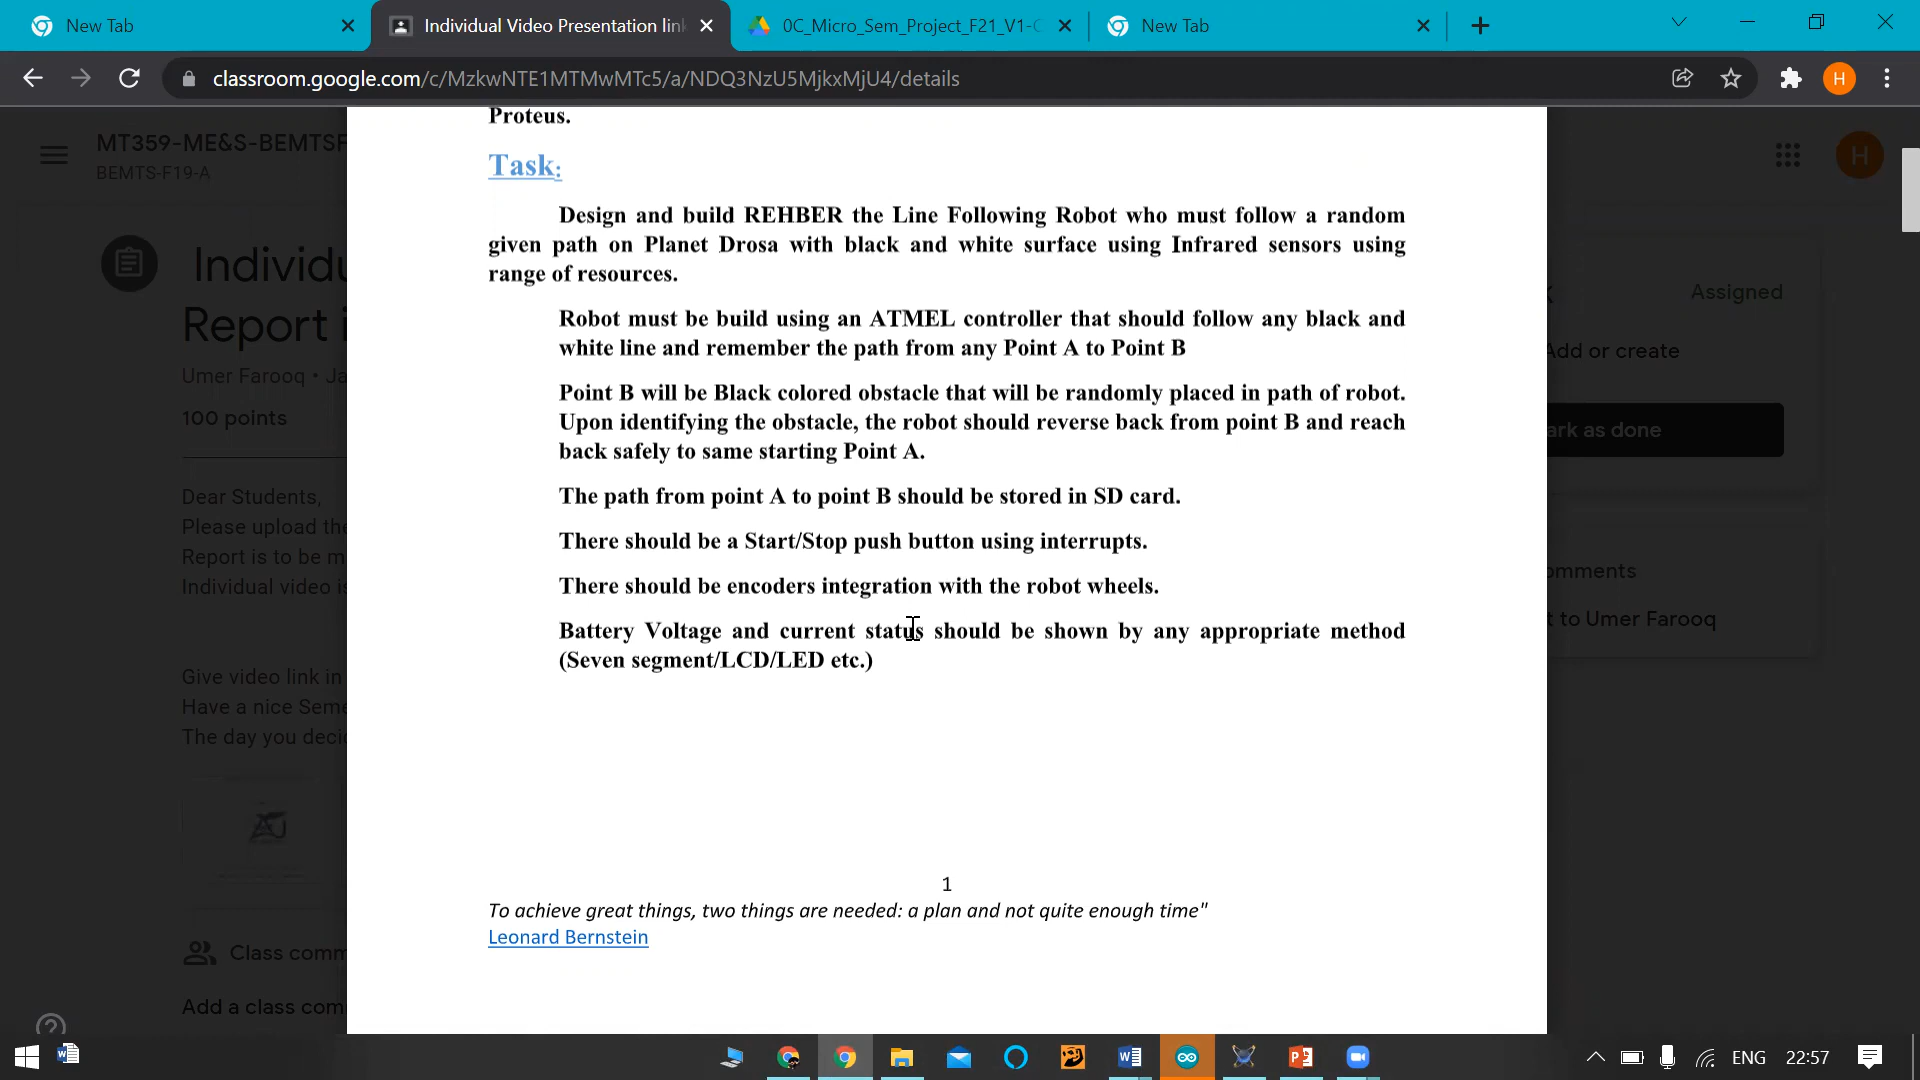 New Tab
Individual Video Presentation link
0C_Micro_Sem_Project_F21_V1-C
New Tab
classroom.google.com/c/MzkwNTE1MTMwMTc5/a/NDQ3NzU5MjkxMjU4/details
H
MT359-ME&S-BEMTSF
BEMTS-F19-A
H
Individu
Report i
Umer Farooq • Ja
100 points
Dear Students,
Please upload the
Report is to be m
Individual video is
Give video link in
Have a nice Seme
The day you deci
Class comm
Add a class com
Proteus.
Task:
Design and build REHBER the Line Following Robot who must follow a random
given path on Planet Drosa with black and white surface using Infrared sensors using
range of resources.
Robot must be build using an ATMEL controller that should follow any black and
white line and remember the path from any Point A to Point B
Point B will be Black colored obstacle that will be randomly placed in path of robot.
Upon identifying the obstacle, the robot should reverse back from point B and reach
back safely to same starting Point A.
The path from point A to point B should be stored in SD card.
There should be a Start/Stop push button using interrupts.
There should be encoders integration with the robot wheels.
Battery Voltage and current status should be shown by any appropriate method
(Seven segment/LCD/LED etc.)
1
To achieve great things, two things are needed: a plan and not quite enough time"
Leonard Bernstein
k
Assigned
Add or create
ark as done
omments
t to Umer Farooq
ENG
22:57